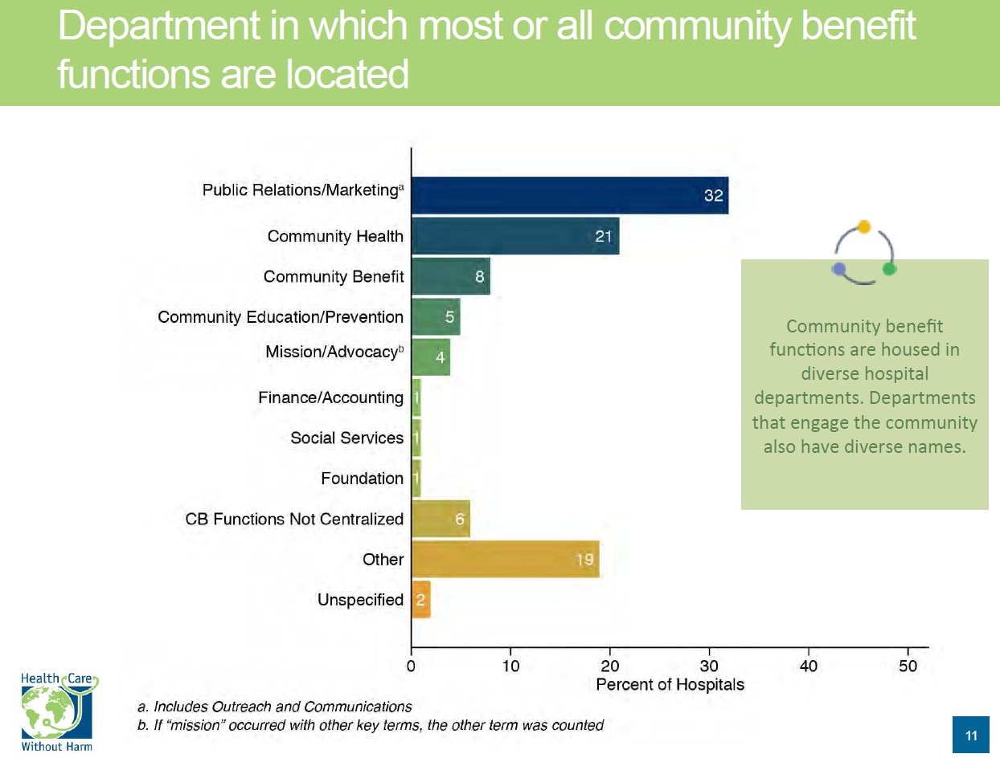 Department in which most or all community benefit
functions are located
Public Relations/Marketingᵃ
32
Community Health
21
Community Benefit
8
Community Education/Prevention
5
Mission/Advocacyᵇ
4
Finance/Accounting
1
Social Services
1
Foundation
1
CB Functions Not Centralized
6
Other
19
Unspecified
2
0 10 20 30 40 50
Percent of Hospitals
Community benefit
functions are housed in
diverse hospital
departments. Departments
that engage the community
also have diverse names.
a. Includes Outreach and Communications
b. If “mission” occurred with other key terms, the other term was counted
Health Care
Without Harm
11